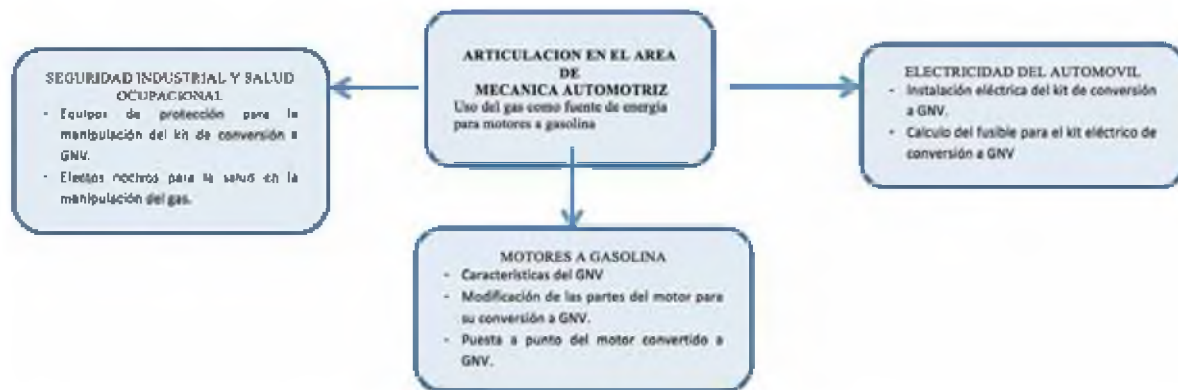 ARTICULACION EN EL AREA
DE
MECANICA AUTOMOTRIZ
Uso del gas como fuente de energía
para motores a gasolina
SEGURIDAD INDUSTRIAL Y SALUD
OCUPACIONAL
- Equipos de protección para la
manipulación del kit de conversión a
GNV.
- Efectos nocivos para la salud en la
manipulación del gas.
ELECTRICIDAD DEL AUTOMOVIL
- Instalación eléctrica del kit de conversión
a GNV.
- Calculo del fusible para el kit eléctrico de
conversión a GNV
MOTORES A GASOLINA
- Características del GNV
- Modificación de las partes del motor para
su conversión a GNV.
- Puesta a punto del motor convertido a
GNV.